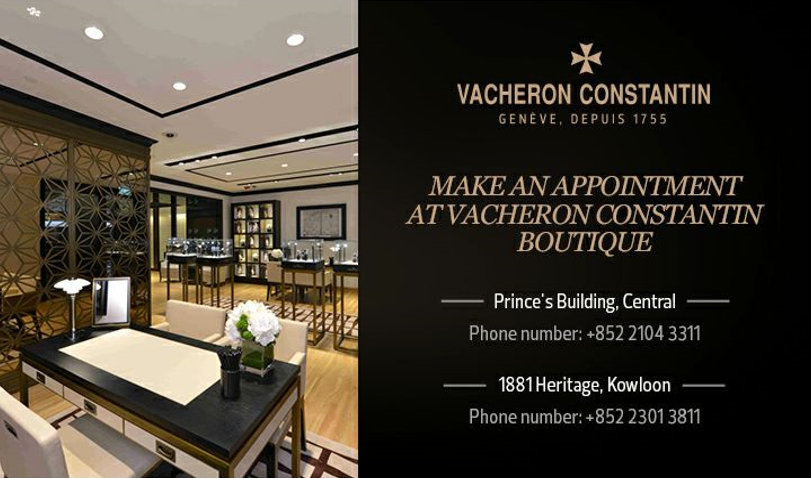 VACHERON CONSTANTIN
GENÈVE, DEPUIS 1755
MAKE AN APPOINTMENT
AT VACHERON CONSTANTIN
BOUTIQUE
Prince's Building, Central
Phone number: +852 2104 3311
1881 Heritage, Kowloon
Phone number: +852 2301 3811